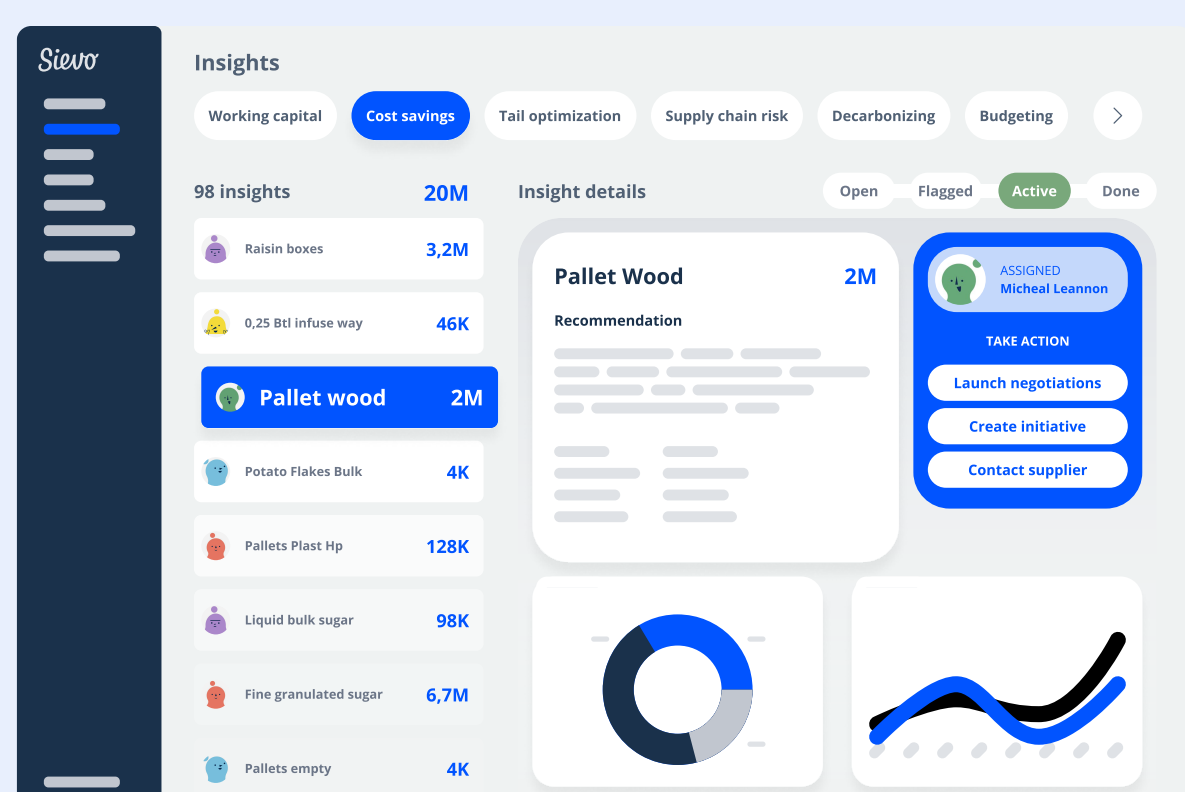 Sievo
Insights
Working capital
Cost savings
Tail optimization
Supply chain risk
Decarbonizing
Budgeting
98 insights
20M
Raisin boxes
3,2M
0,25 Btl infuse way
46K
Pallet wood
2M
Potato Flakes Bulk
4K
Pallets Plast Hp
128K
Liquid bulk sugar
98K
Fine granulated sugar
6,7M
Pallets empty
4K
Insight details
Open
Flagged
Active
Done
Pallet Wood
2M
Recommendation
ASSIGNED
Micheal Leannon
TAKE ACTION
Launch negotiations
Create initiative
Contact supplier